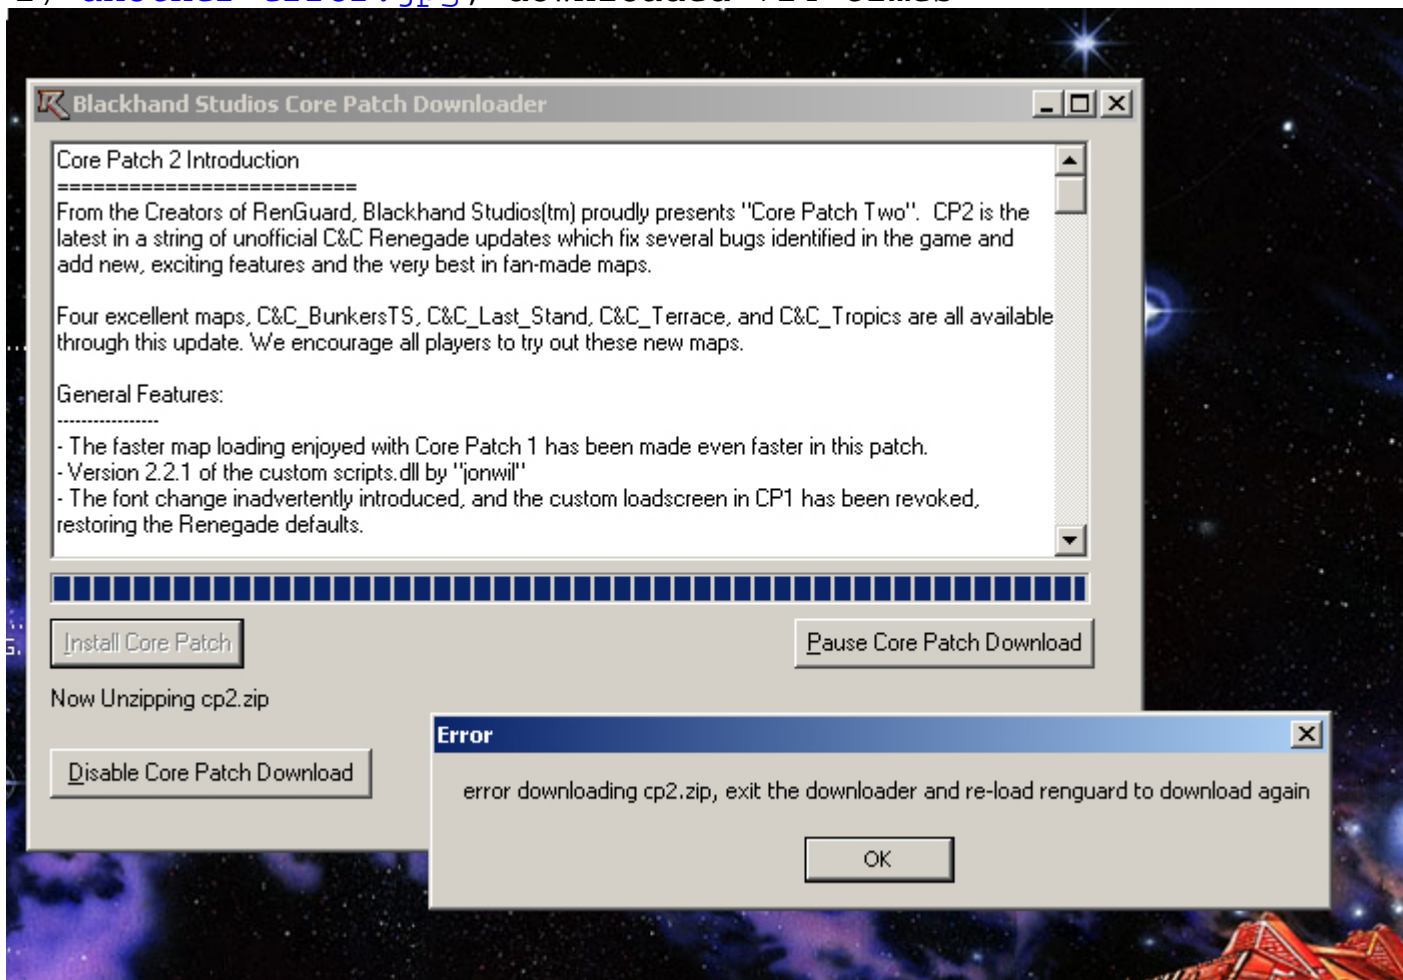 Blackhand Studios Core Patch Downloader
Core Patch 2 Introduction
=========================
From the Creators of RenGuard, Blackhand Studios(tm) proudly presents "Core Patch Two".  CP2 is the
latest in a string of unofficial C&C Renegade updates which fix several bugs identified in the game and
add new, exciting features and the very best in fan-made maps.
Four excellent maps, C&C_BunkersTS, C&C_Last_Stand, C&C_Terrace, and C&C_Tropics are all available
through this update. We encourage all players to try out these new maps.
General Features:
----------------
- The faster map loading enjoyed with Core Patch 1 has been made even faster in this patch.
- Version 2.2.1 of the custom scripts.dll by "jonwil"
- The font change inadvertently introduced, and the custom loadscreen in CP1 has been revoked,
restoring the Renegade defaults.
Install Core Patch
Pause Core Patch Download
Now Unzipping cp2.zip
Disable Core Patch Download
Error
error downloading cp2.zip, exit the downloader and re-load renguard to download again
OK